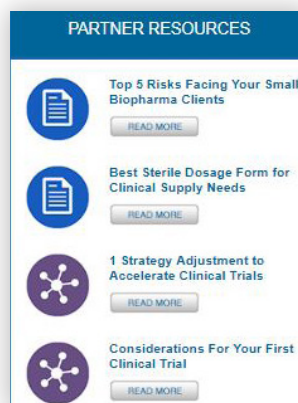 PARTNER RESOURCES
Top 5 Risks Facing Your Small
Biopharma Clients
READ MORE
Best Sterile Dosage Form for
Clinical Supply Needs
READ MORE
1 Strategy Adjustment to
Accelerate Clinical Trials
READ MORE
Considerations For Your First
Clinical Trial
READ MORE